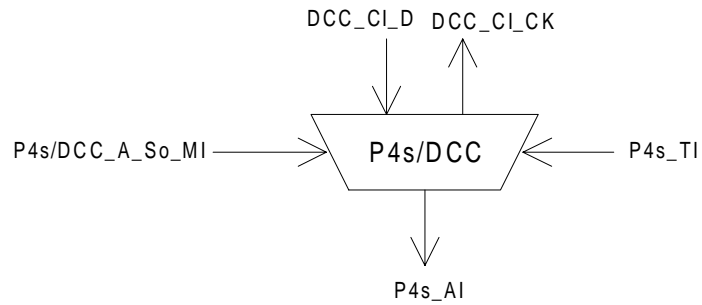 DCC_CI_D DCC_CI_CK
P4s/DCC_A_So_MI P4s/DCC P4s_TI
P4s_AI